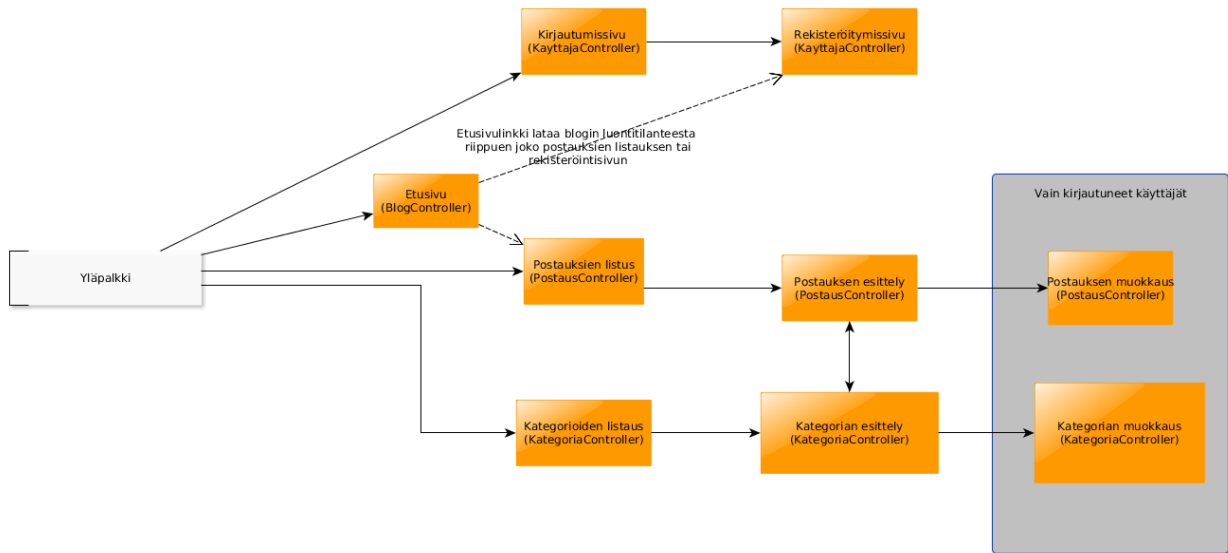 Kirjautumissivu
(KayttajaController)
Rekisteröitymissivu
(KayttajaController)
Etusivulinkki lataa blogin luontitilanteesta
riippuen joko postauksien listauksen tai
rekisteröintisivun
Etusivu
(BlogController)
Vain kirjautuneet käyttäjät
Yläpalkki
Postauksien listus
(PostausController)
Postauksen esittely
(PostausController)
Postauksen muokkaus
(PostausController)
Kategorioiden listaus
(KategoriaController)
Kategorian esittely
(KategoriaController)
Kategorian muokkaus
(KategoriaController)